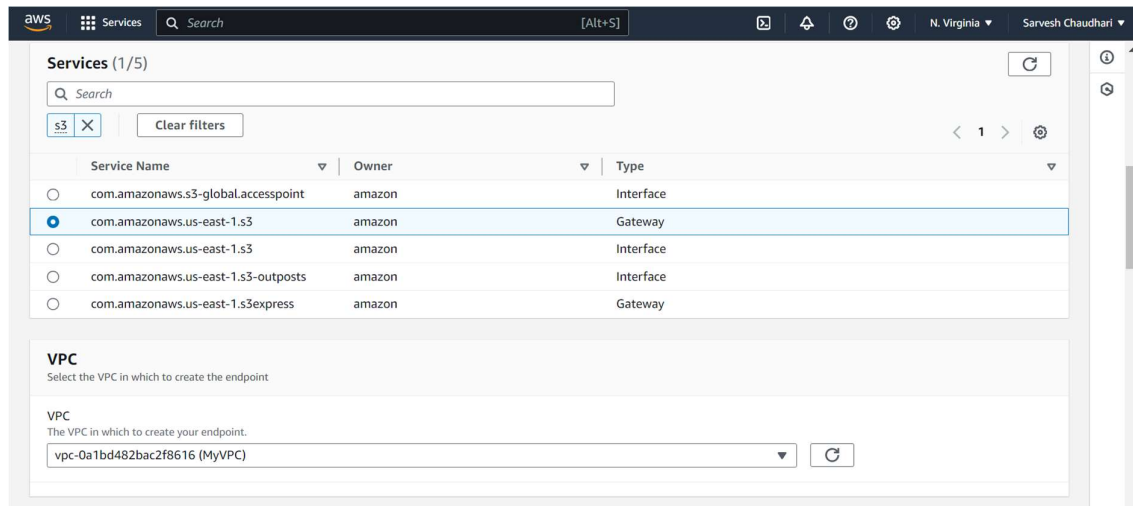 aws Services Search [Alt+S] N. Virginia Sarvesh Chaudhari
Services (1/5)
Search
s3 Clear filters 1
Service Name Owner Type
com.amazonaws.s3-global.accesspoint amazon Interface
com.amazonaws.us-east-1.s3 amazon Gateway
com.amazonaws.us-east-1.s3 amazon Interface
com.amazonaws.us-east-1.s3-outposts amazon Interface
com.amazonaws.us-east-1.s3express amazon Gateway
VPC
Select the VPC in which to create the endpoint
VPC
The VPC in which to create your endpoint.
vpc-0a1bd482bac2f8616 (MyVPC)